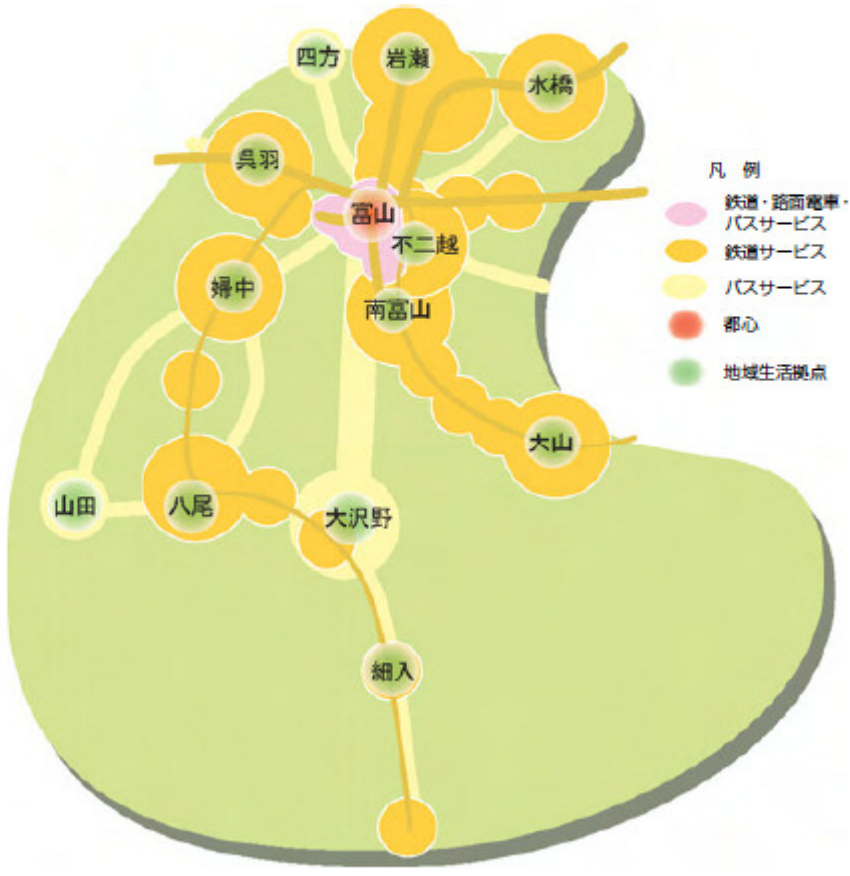 四方
岩瀬
水橋
呉羽
富山
不二越
婦中
南富山
大山
山田
八尾
大沢野
細入
凡 例
鉄道・路面電車・
バスサービス
鉄道サービス
バスサービス
都心
地域生活拠点